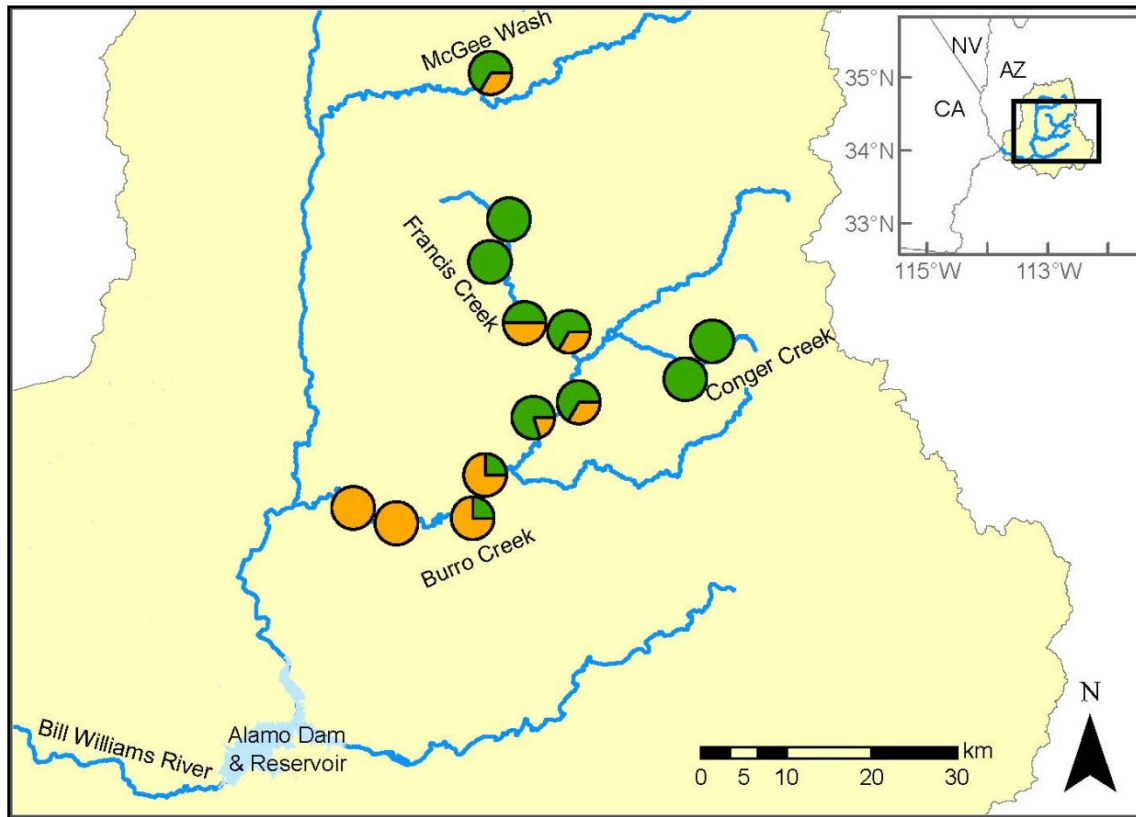 McGee Wash
NV
AZ
CA
35°N
34°N
33°N
115°W
113°W
Francis Creek
Conger Creek
Burro Creek
Bill Williams River
Alamo Dam
& Reservoir
N
km
0 5 10 20 30